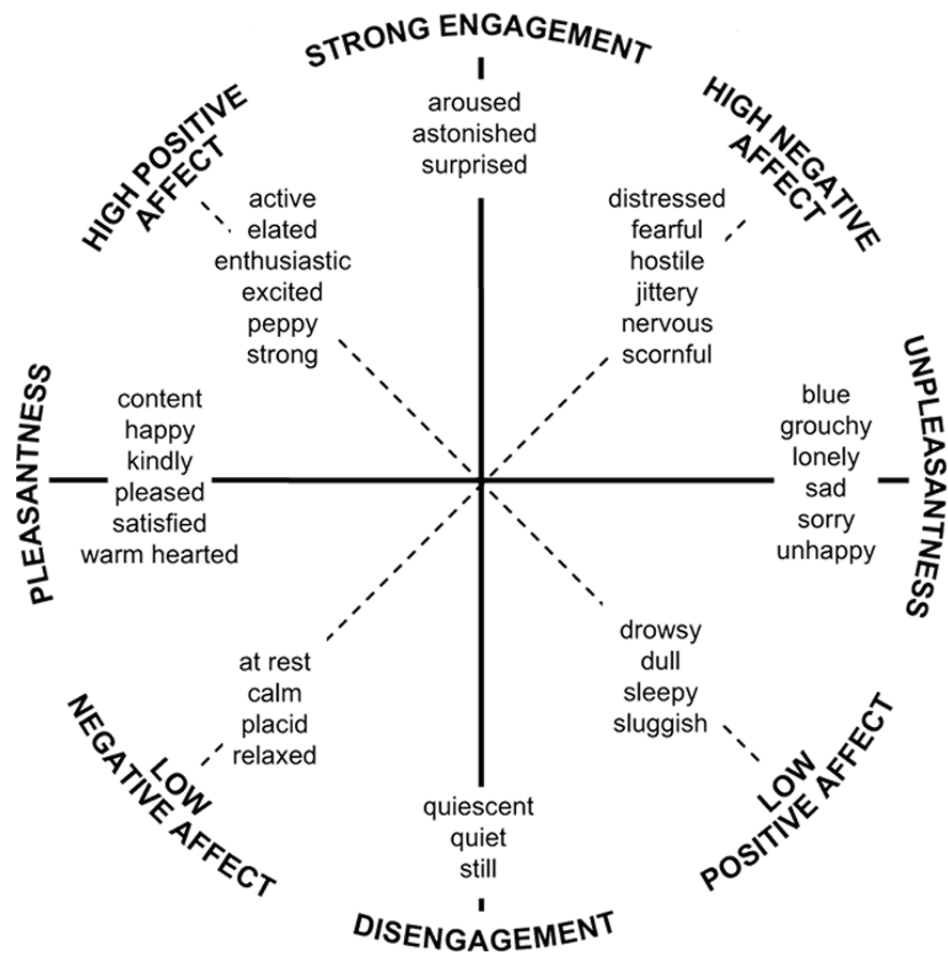 STRONG ENGAGEMENT
aroused
astonished
surprised
HIGH POSITIVE
AFFECT
active
elated
enthusiastic
excited
peppy
strong
HIGH NEGATIVE
AFFECT
distressed
fearful
hostile
jittery
nervous
scornful
PLEASANTNESS
content
happy
kindly
pleased
satisfied
warm hearted
UNPLEASANTNESS
blue
grouchy
lonely
sad
sorry
unhappy
at rest
calm
placid
relaxed
LOW
NEGATIVE AFFECT
drowsy
dull
sleepy
sluggish
LOW
POSITIVE AFFECT
quiescent
quiet
still
DISENGAGEMENT